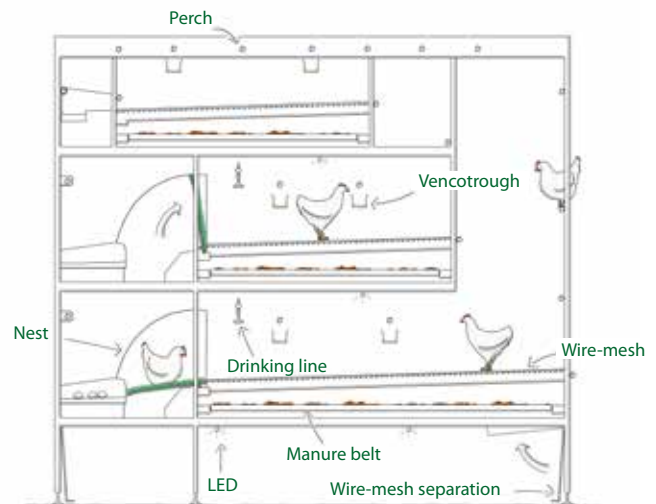 Perch
Vencotrough
Nest
Drinking line
Wire-mesh
Manure belt
LED
Wire-mesh separation